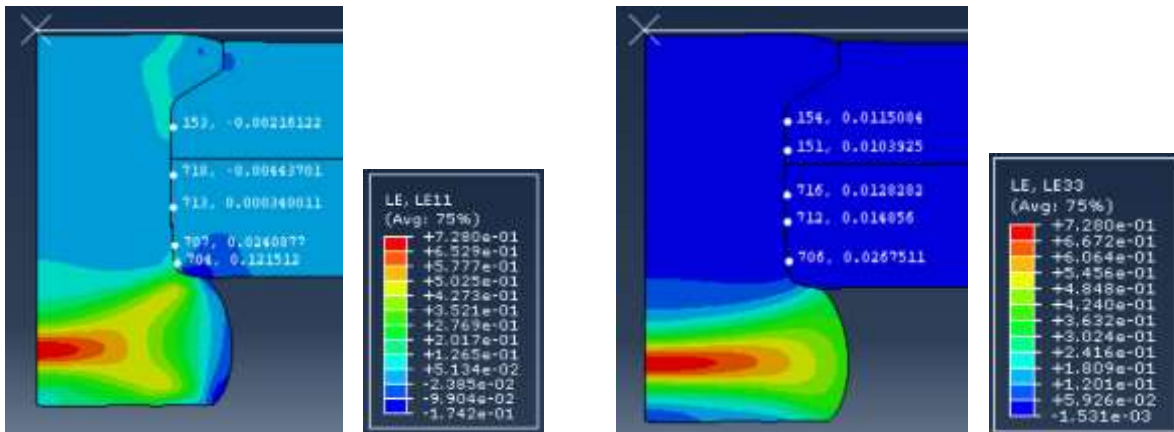 153, -0.00218122
718, -0.00443701
713, 0.000340011
707, 0.0240877
704, 0.121512
LE, LE11
(Avg: 75%)
+7.280e-01
+6.529e-01
+5.777e-01
+5.025e-01
+4.273e-01
+3.521e-01
+2.769e-01
+2.017e-01
+1.265e-01
+5.134e-02
-2.385e-02
-9.904e-02
-1.742e-01
154, 0.0115084
151, 0.0103925
716, 0.0128282
712, 0.014856
706, 0.0267511
LE, LE33
(Avg: 75%)
+7.280e-01
+6.672e-01
+6.064e-01
+5.456e-01
+4.848e-01
+4.240e-01
+3.632e-01
+3.024e-01
+2.416e-01
+1.809e-01
+1.201e-01
+5.926e-02
-1.531e-03